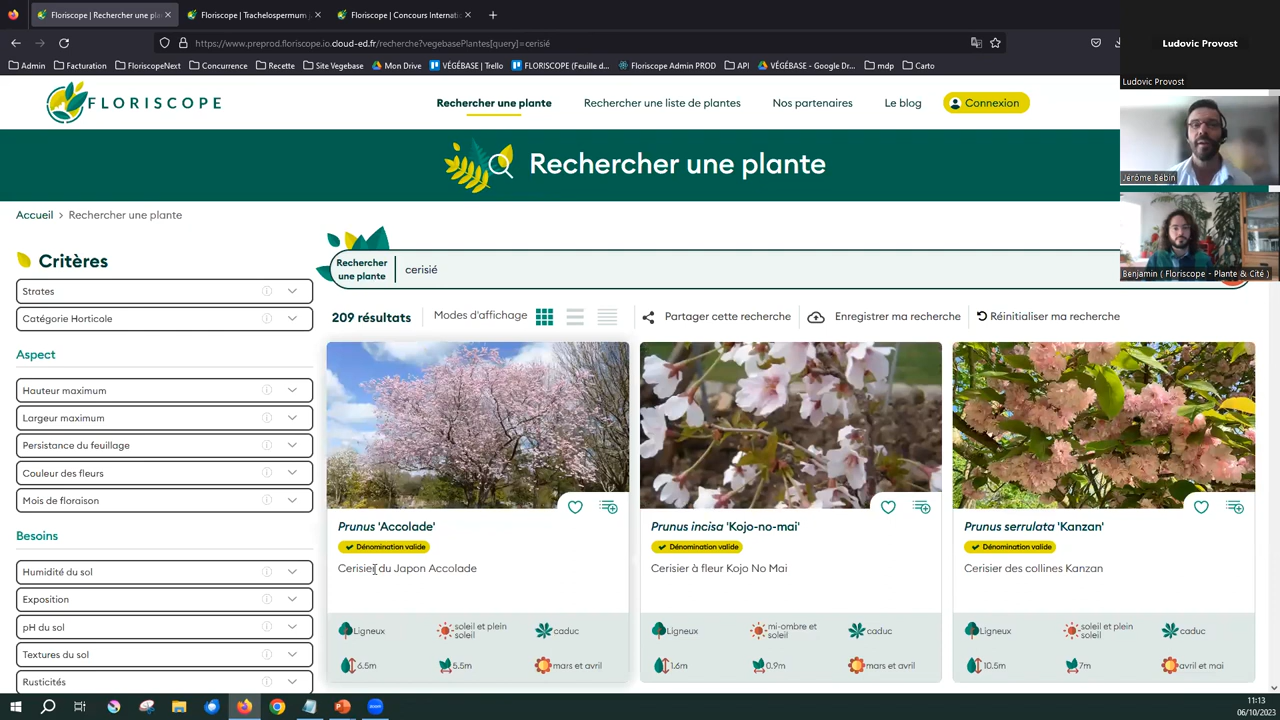 Floriscope | Rechercher une pla
Floriscope | Trachelospermum j
Floriscope | Concours Internati
https://www.preprod.floriscope.io.cloud-ed.fr/recherche?vegebasePlantes[query]=cerisié
Admin
Facturation
FloriscopeNext
Concurrence
Recette
Site Vegebase
Mon Drive
VÉGÉBASE | Trello
FLORISCOPE (Feuille d...
Floriscope Admin PROD
API
VÉGÉBASE - Google Dr...
mdp
Carto
Ludovic Provost
Ludovic Provost
Jerôme Bébin
Benjamin ( Floriscope - Plante & Cité )
FLORISCOPE
Rechercher une plante
Rechercher une liste de plantes
Nos partenaires
Le blog
Connexion
Rechercher une plante
Accueil > Rechercher une plante
Critères
Strates
Catégorie Horticole
Aspect
Hauteur maximum
Largeur maximum
Persistance du feuillage
Couleur des fleurs
Mois de floraison
Besoins
Humidité du sol
Exposition
pH du sol
Textures du sol
Rusticités
Rechercher
une plante
cerisié
209 résultats
Modes d'affichage
Partager cette recherche
Enregistrer ma recherche
Réinitialiser ma recherche
Prunus 'Accolade'
Dénomination valide
Cerisier du Japon Accolade
Ligneux
soleil et plein
soleil
caduc
6.5m
5.5m
mars et avril
Prunus incisa 'Kojo-no-mai'
Dénomination valide
Cerisier à fleur Kojo No Mai
Ligneux
mi-ombre et
soleil
caduc
1.6m
0.9m
mars et avril
Prunus serrulata 'Kanzan'
Dénomination valide
Cerisier des collines Kanzan
Ligneux
soleil et plein
soleil
caduc
10.5m
7m
avril et mai
11:13
06/10/2023